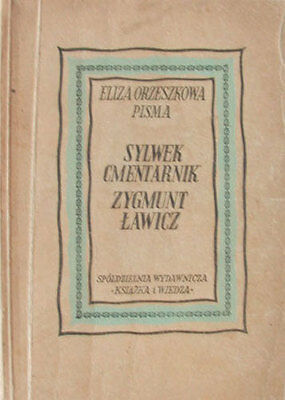 ELIZA ORZESZKOWA
PISMA
SYLWEK
CMENTARNIK
ZYGMUNT
ŁAWICZ
SPÓŁDZIELNIA WYDAWNICZA
•KSIĄŻKA I WIEDZA•